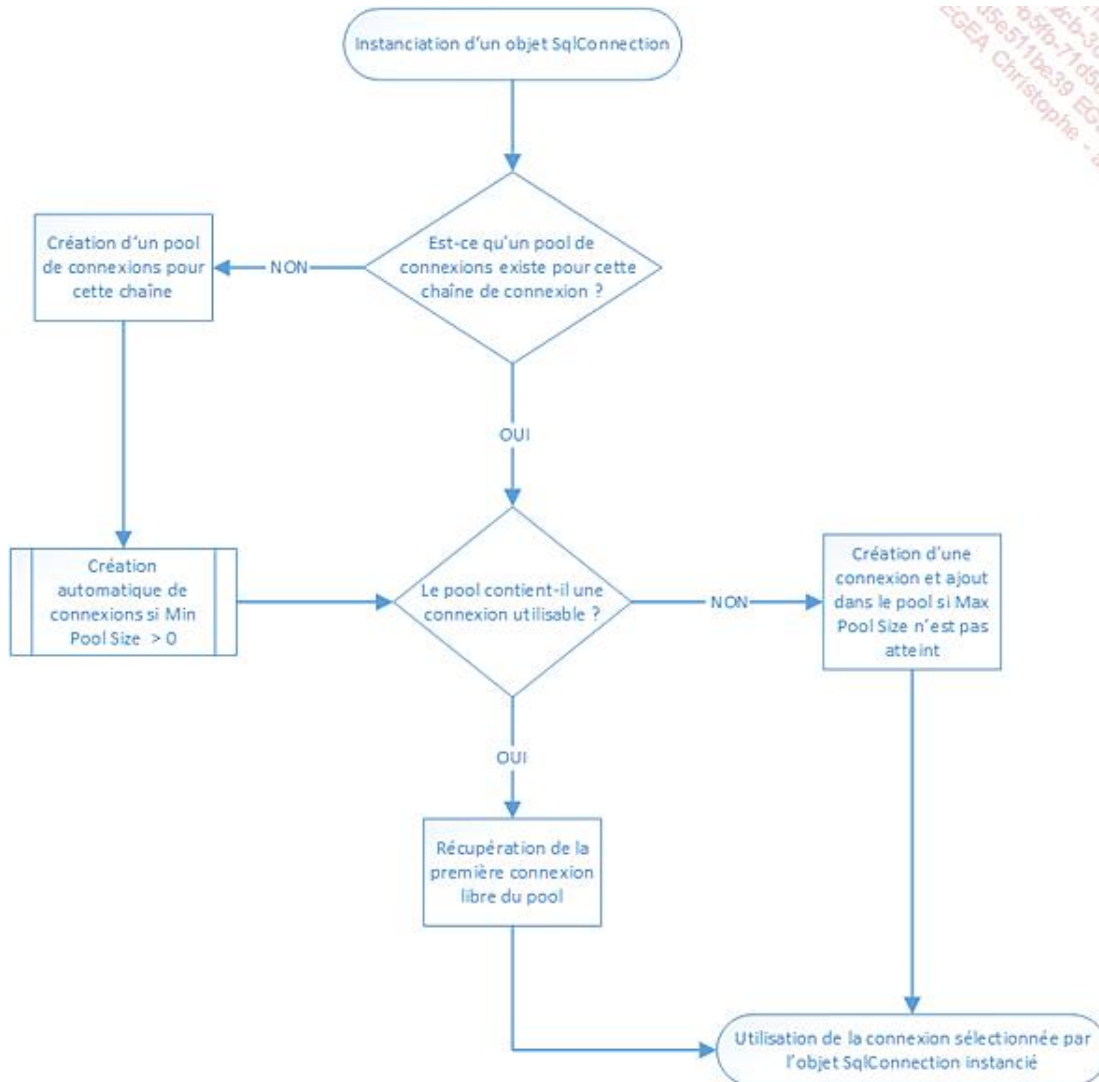 Instanciation d'un objet SqlConnection
Est-ce qu'un pool de
connexions existe pour cette
chaîne de connexion ?
NON
Création d'un pool
de connexions pour
cette chaîne
OUI
Création
automatique de
connexions si Min
Pool Size > 0
Le pool contient-il une
connexion utilisable ?
NON
Création d'une
connexion et ajout
dans le pool si Max
Pool Size n'est pas
atteint
OUI
Récupération de la
première connexion
libre du pool
Utilisation de la connexion sélectionnée par
l'objet SqlConnection instancié
EGEA Christophe